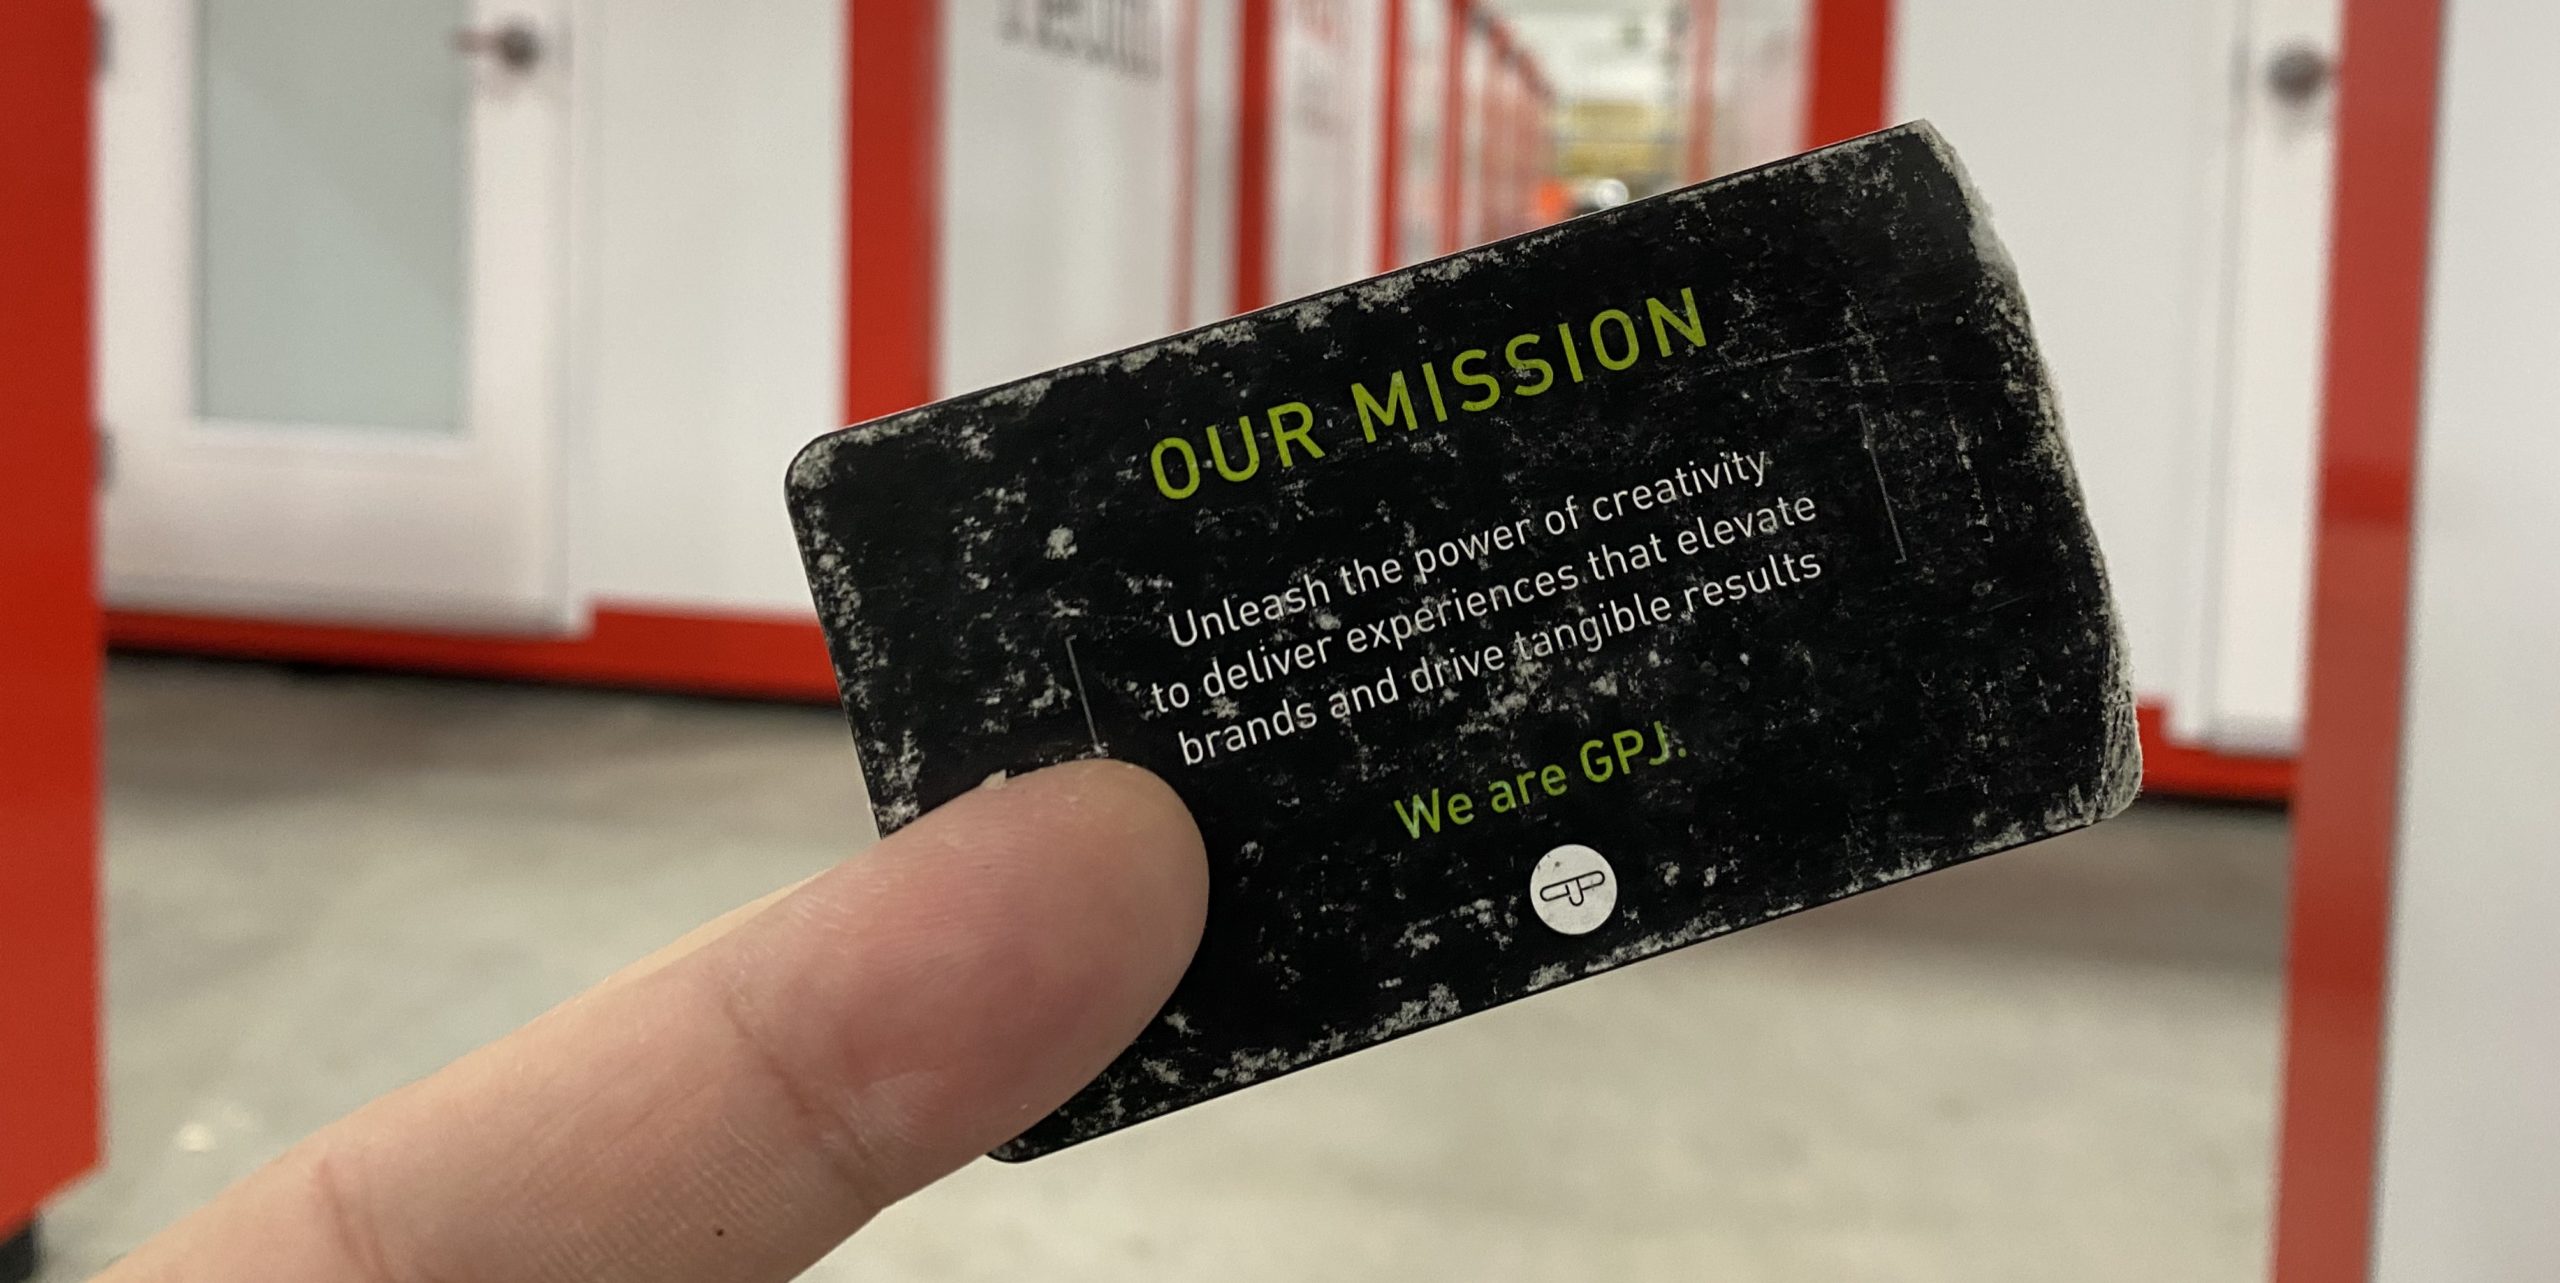 OUR MISSION
Unleash the power of creativity
to deliver experiences that elevate
brands and drive tangible results
We are GPJ.